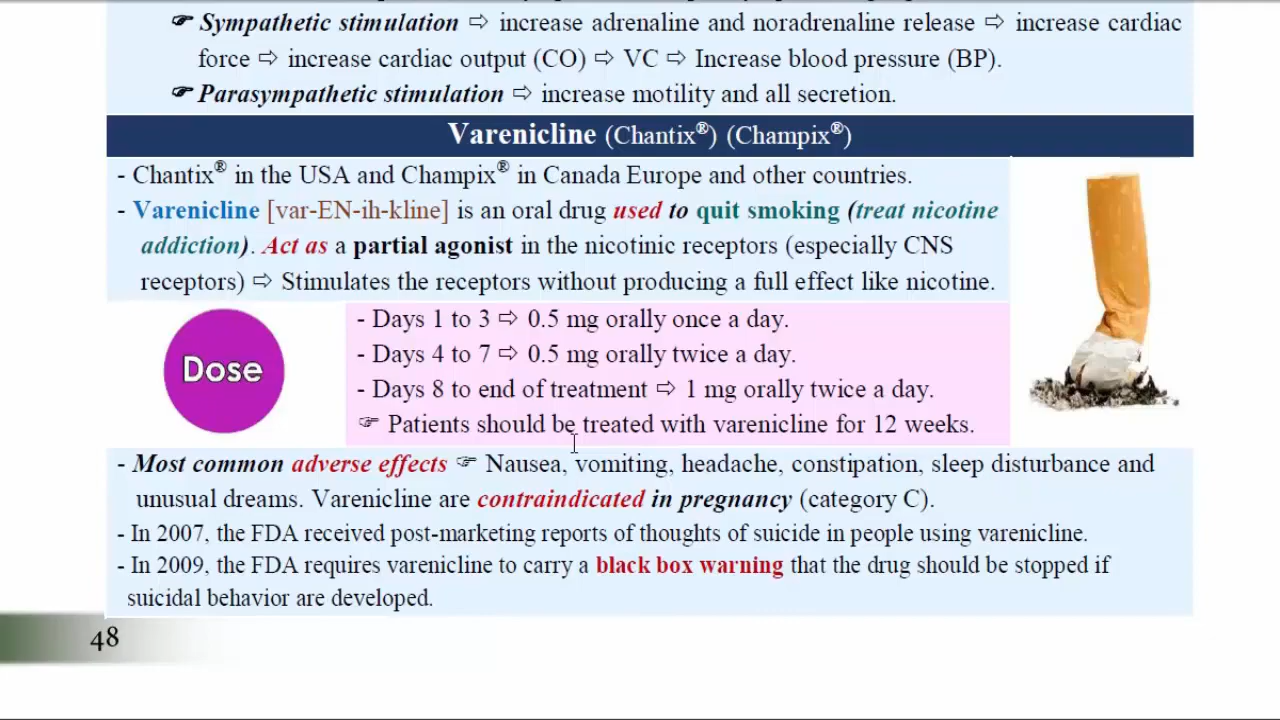 ☞ Sympathetic stimulation ⇨ increase adrenaline and noradrenaline release ⇨ increase cardiac
force ⇨ increase cardiac output (CO) ⇨ VC ⇨ Increase blood pressure (BP).
☞ Parasympathetic stimulation ⇨ increase motility and all secretion.
Varenicline (Chantix®) (Champix®)
- Chantix® in the USA and Champix® in Canada Europe and other countries.
- Varenicline [var-EN-ih-kline] is an oral drug used to quit smoking (treat nicotine
addiction). Act as a partial agonist in the nicotinic receptors (especially CNS
receptors) ⇨ Stimulates the receptors without producing a full effect like nicotine.
Dose
- Days 1 to 3 ⇨ 0.5 mg orally once a day.
- Days 4 to 7 ⇨ 0.5 mg orally twice a day.
- Days 8 to end of treatment ⇨ 1 mg orally twice a day.
☞ Patients should be treated with varenicline for 12 weeks.
- Most common adverse effects ☞ Nausea, vomiting, headache, constipation, sleep disturbance and
unusual dreams. Varenicline are contraindicated in pregnancy (category C).
- In 2007, the FDA received post-marketing reports of thoughts of suicide in people using varenicline.
- In 2009, the FDA requires varenicline to carry a black box warning that the drug should be stopped if
suicidal behavior are developed.
48